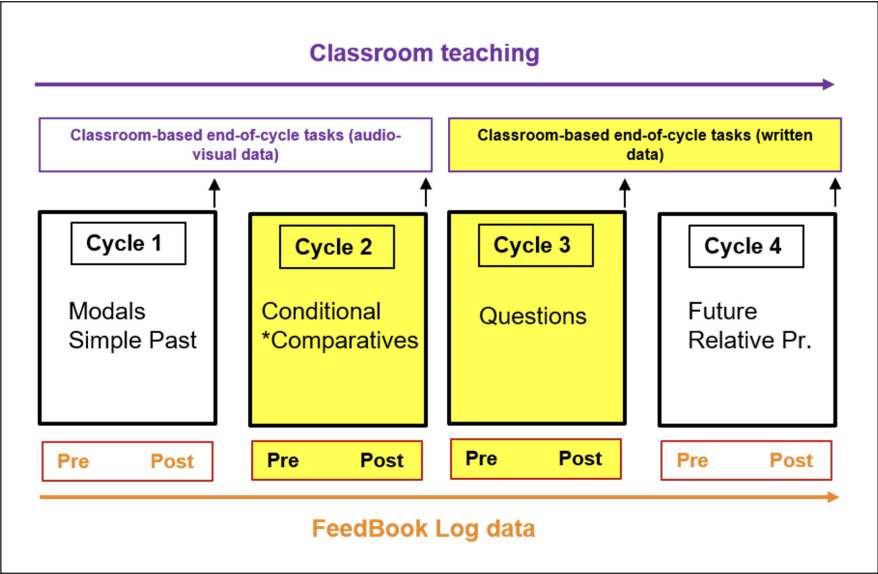 Classroom teaching
Classroom-based end-of-cycle tasks (audio-
visual data)
Classroom-based end-of-cycle tasks (written
data)
Cycle 1
Modals
Simple Past
Cycle 2
Conditional
*Comparatives
Cycle 3
Questions
Cycle 4
Future
Relative Pr.
Pre Post
Pre Post
Pre Post
Pre Post
FeedBook Log data